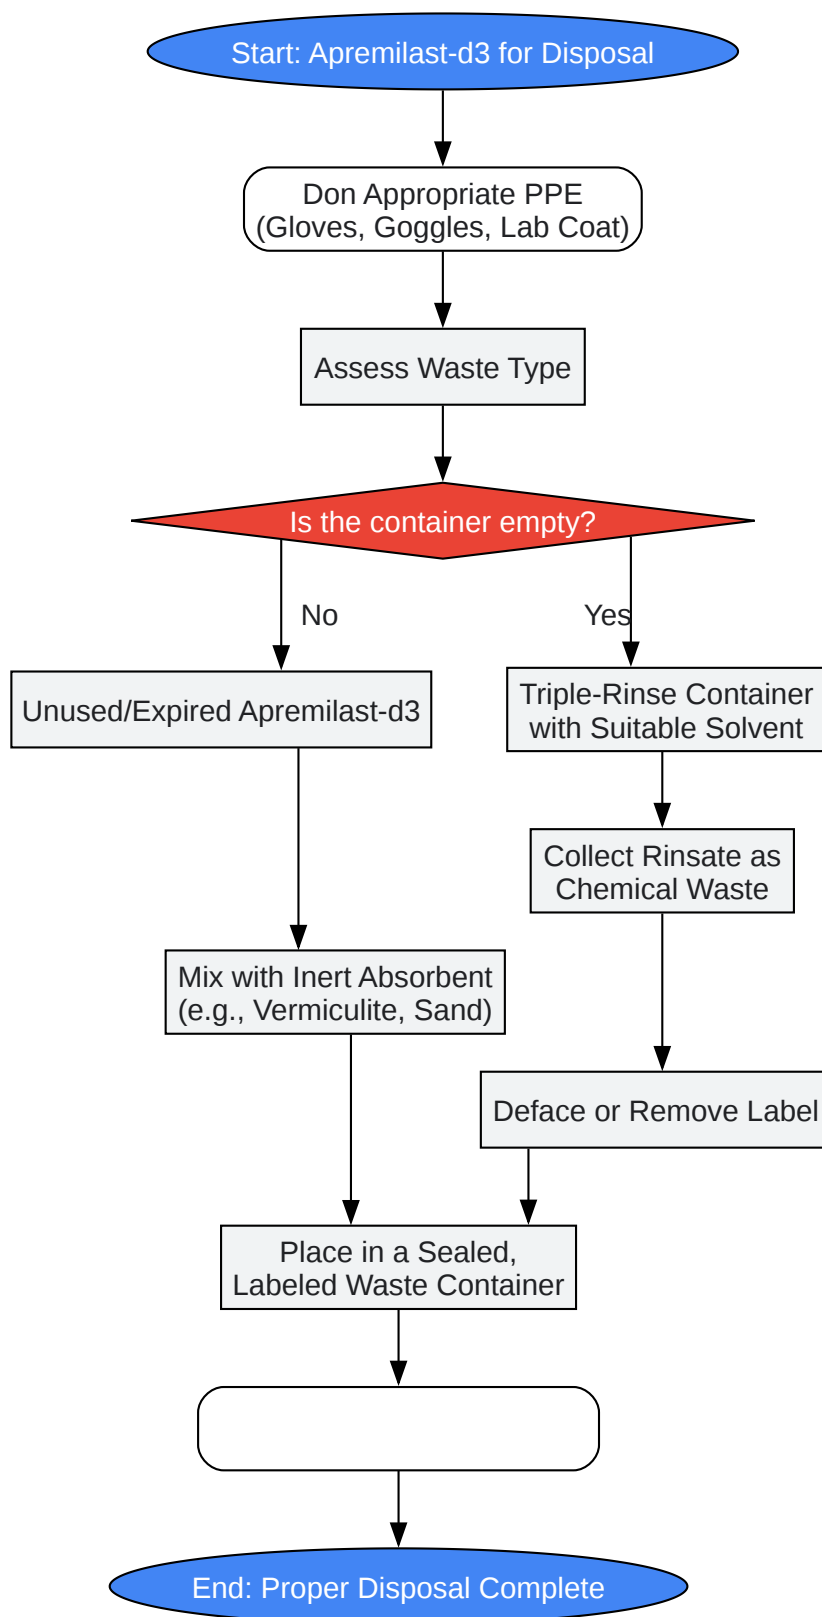 Start: Apremilast-d3 for Disposal
Don Appropriate PPE
(Gloves, Goggles, Lab Coat)
Assess Waste Type
Is the container empty?
No
Yes
Unused/Expired Apremilast-d3
Triple-Rinse Container
with Suitable Solvent
Collect Rinsate as
Chemical Waste
Mix with Inert Absorbent
(e.g., Vermiculite, Sand)
Deface or Remove Label
Place in a Sealed,
Labeled Waste Container
End: Proper Disposal Complete